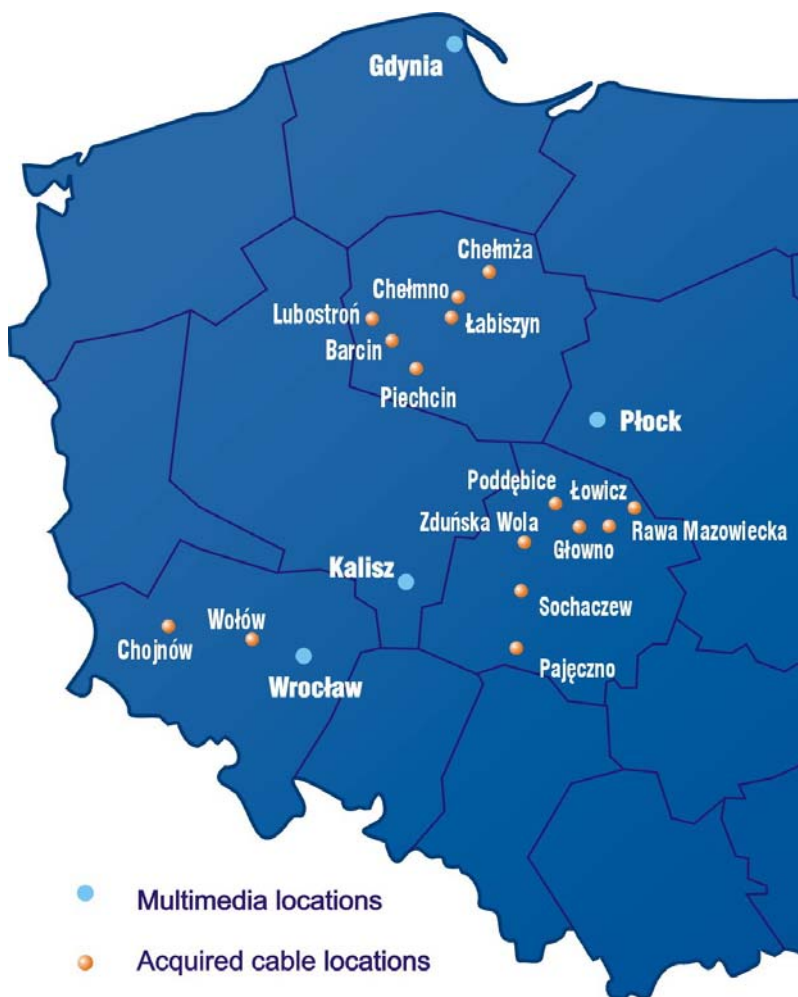 Gdynia
Chełmża
Chełmno
Lubostroń
Łabiszyn
Barcin
Piechcin
Płock
Poddębice
Łowicz
Zduńska Wola
Rawa Mazowiecka
Głowno
Kalisz
Sochaczew
Wołów
Chojnów
Pajęczno
Wrocław
Multimedia locations
Acquired cable locations